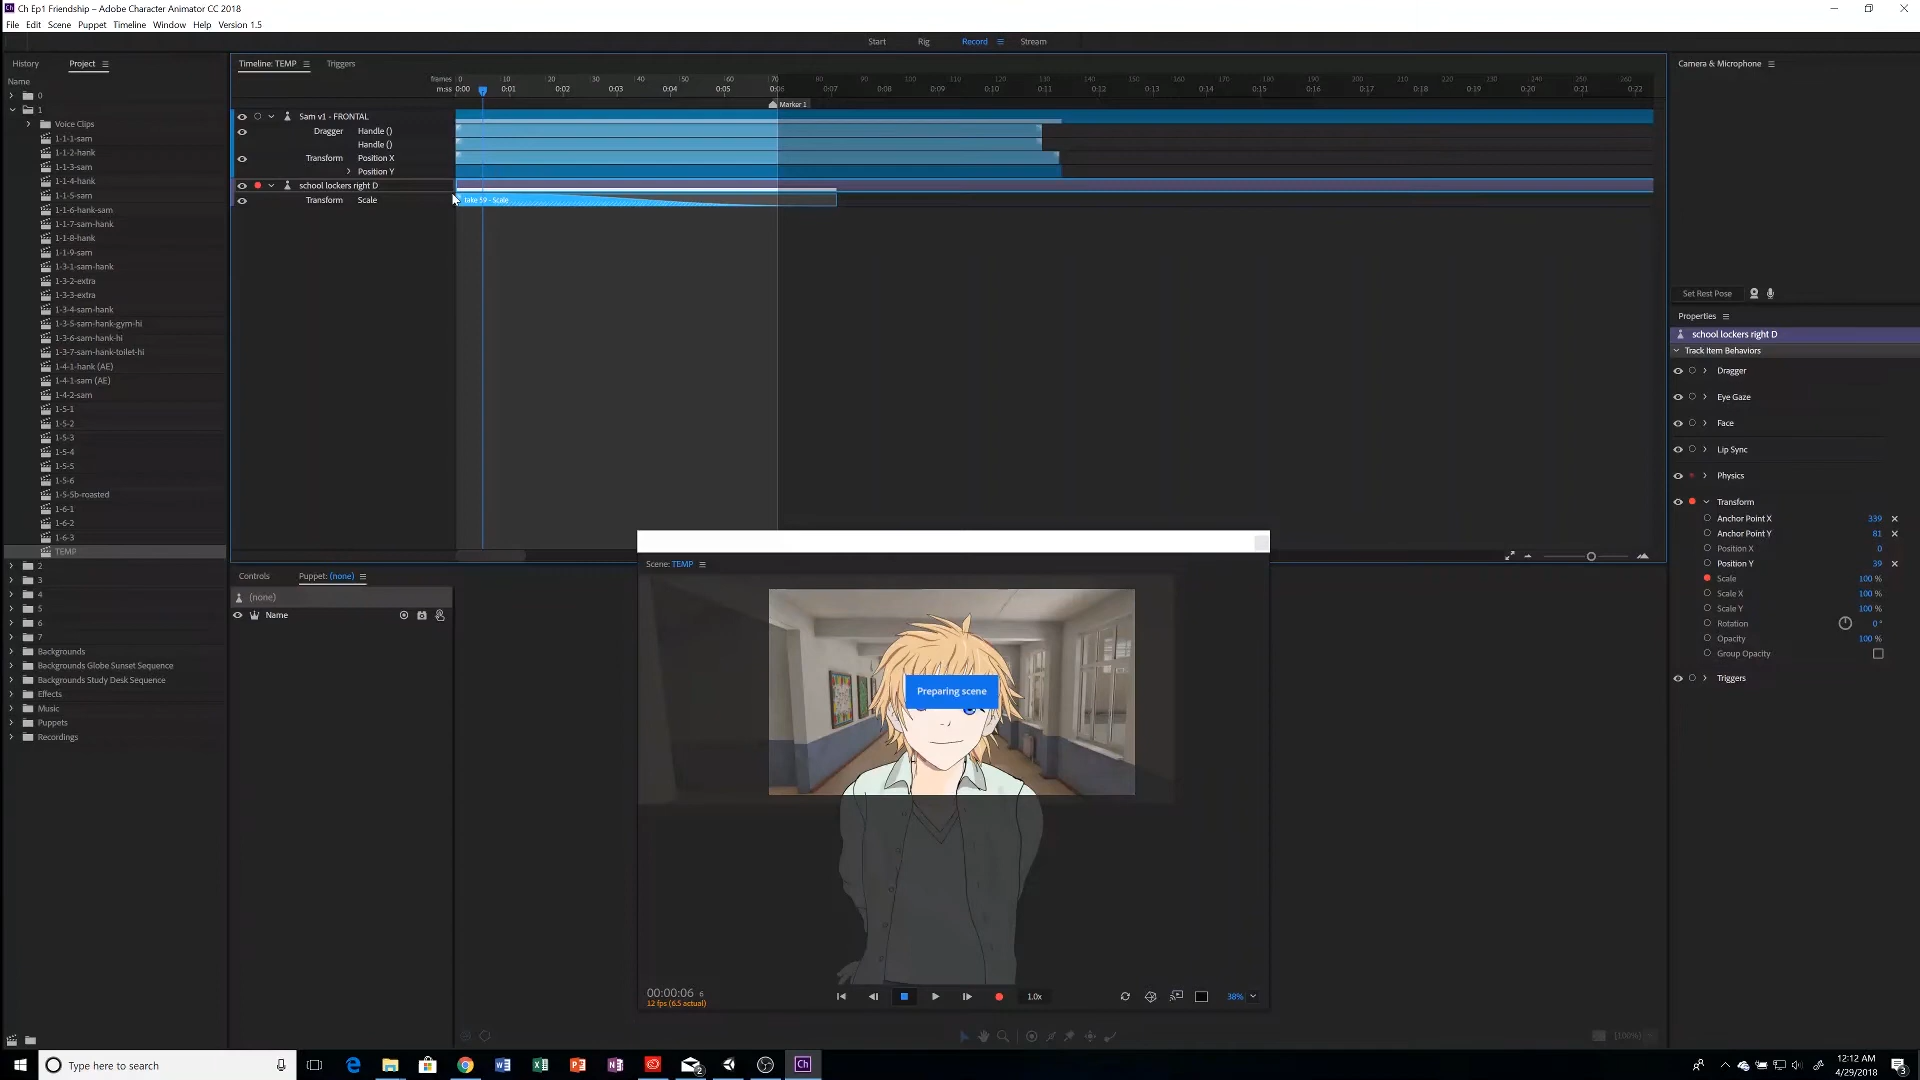 Ch Ep1 Friendship – Adobe Character Animator CC 2018
File Edit Scene Puppet Timeline Window Help Version 1.5
Start Rig Record Stream
History Project
Name
0
1
Voice Clips
1-1-1-sam
1-1-2-hank
1-1-3-sam
1-1-4-hank
1-1-5-sam
1-1-6-hank-sam
1-1-7-sam-hank
1-1-8-hank
1-1-9-sam
1-3-1-sam-hank
1-3-2-extra
1-3-3-extra
1-3-4-sam-hank
1-3-5-sam-hank-gym-hi
1-3-6-sam-hank-hi
1-3-7-sam-hank-toilet-hi
1-4-1-hank (AE)
1-4-1-sam (AE)
1-4-2-sam
1-5-1
1-5-2
1-5-3
1-5-4
1-5-5
1-5-6
1-5-5b-roasted
1-6-1
1-6-2
1-6-3
TEMP
2
3
4
5
6
7
Backgrounds
Backgrounds Globe Sunset Sequence
Backgrounds Study Desk Sequence
Effects
Music
Puppets
Recordings
Timeline: TEMP Triggers
frames 0 10 20 30 40 50 60 70 80 90 100 110 120 130 140 150 160 170 180 190 200 210 220 230 240 250 260
m:ss 0:00 0:01 0:02 0:03 0:04 0:05 0:06 0:07 0:08 0:09 0:10 0:11 0:12 0:13 0:14 0:15 0:16 0:17 0:18 0:19 0:20 0:21 0:22
Marker 1
Sam v1 - FRONTAL
Dragger Handle ()
Handle ()
Transform Position X
Position Y
school lockers right D
Transform Scale
Take 59 - Scale
Controls Puppet: (none)
(none)
Name
Scene: TEMP
Preparing scene
00:00:06 6
12 fps (6.5 actual)
1.0x
38%
[100%]
Camera & Microphone
Set Rest Pose
Properties
school lockers right D
Track Item Behaviors
Dragger
Eye Gaze
Face
Lip Sync
Physics
Transform
Anchor Point X 339
Anchor Point Y 81
Position X 0
Position Y 39
Scale 100 %
Scale X 100 %
Scale Y 100 %
Rotation 0°
Opacity 100 %
Group Opacity
Triggers
Type here to search
2
12:12 AM
4/29/2018
3